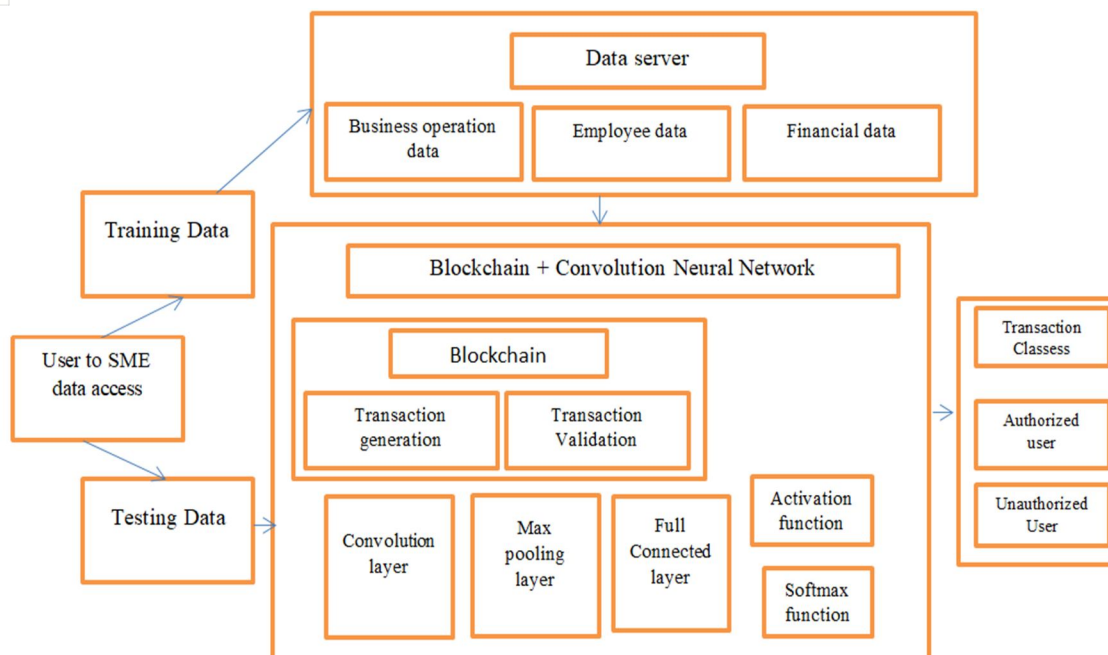 Data server
Business operation
data
Employee data
Financial data
Training Data
Blockchain + Convolution Neural Network
User to SME
data access
Blockchain
Transaction
generation
Transaction
Validation
Testing Data
Convolution
layer
Max
pooling
layer
Full
Connected
layer
Activation
function
Softmax
function
Transaction
Classess
Authorized
user
Unauthorized
User